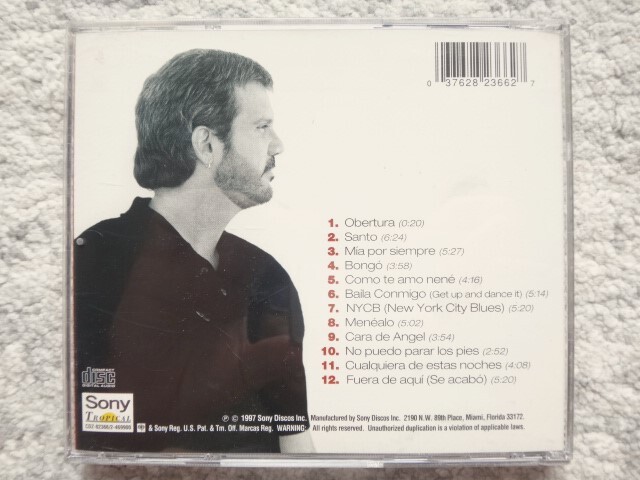 0 37628 23662 7
1. Obertura (0:20)
2. Santo (6:24)
3. Mía por siempre (5:27)
4. Bongó (3:58)
5. Como te amo nené (4:16)
6. Baila Conmigo (Get up and dance it) (5:14)
7. NYCB (New York City Blues) (5:20)
8. Menéalo (5:02)
9. Cara de Angel (3:54)
10. No puedo parar los pies (2:52)
11. Cualquiera de estas noches (4:08)
12. Fuera de aquí (Se acabó) (5:20)
COMPACT
disc
DIGITAL AUDIO
Sony
TROPICAL
℗ © 1997 Sony Discos Inc. Manufactured by Sony Discos Inc. 2190 N.W. 89th Place, Miami, Florida 33172.
& Sony Reg. U.S. Pat. & Tm. Off. Marcas Reg. WARNING: All rights reserved. Unauthorized duplication is a violation of applicable laws.